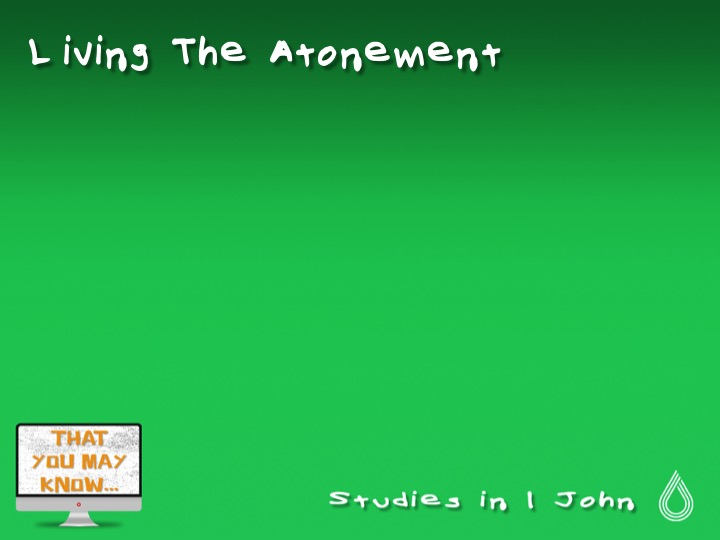 Living The Atonement
THAT
YOU MAY
KNOW...
Studies in 1 John